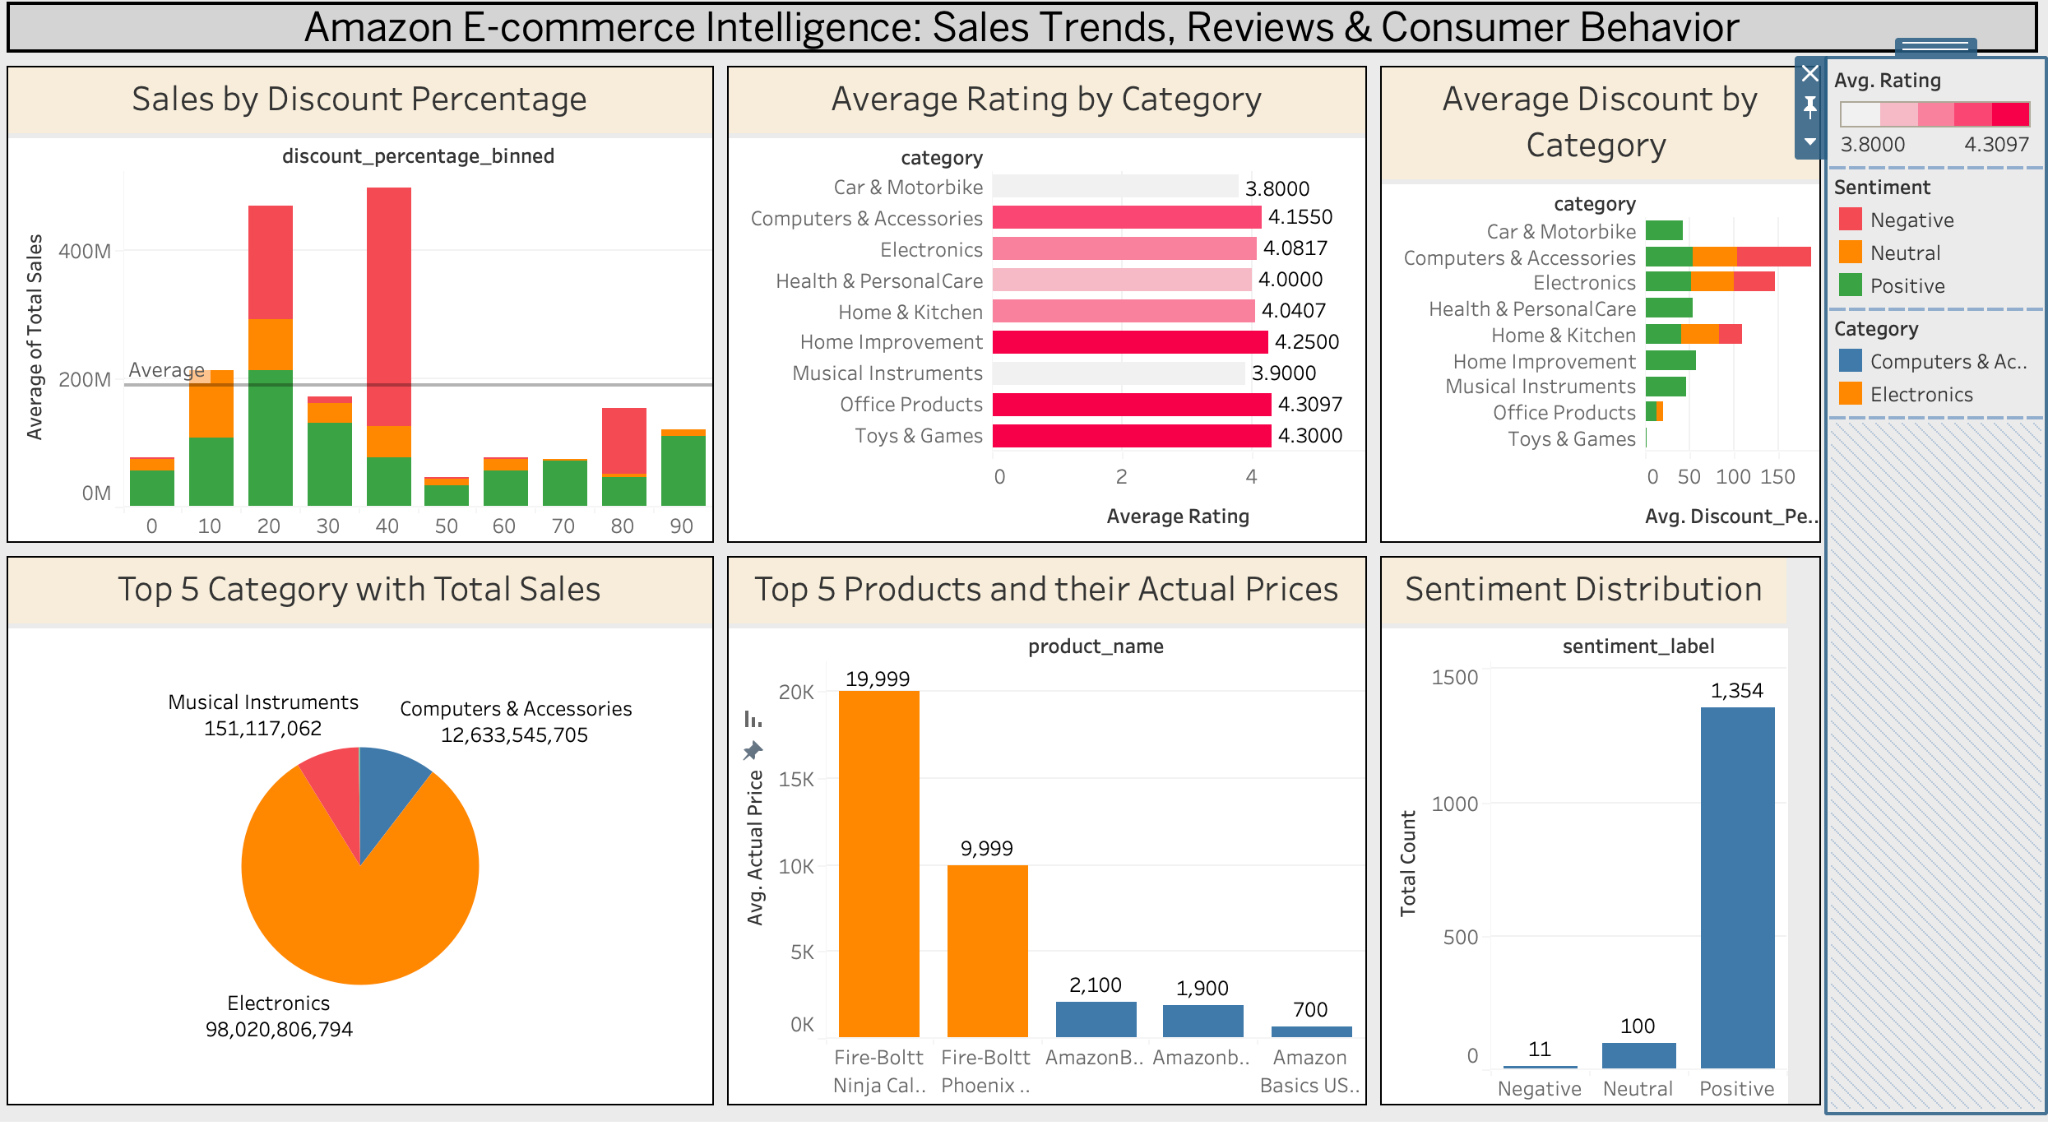 Amazon E-commerce Intelligence: Sales Trends, Reviews & Consumer Behavior
Sales by Discount Percentage
discount_percentage_binned
Average of Total Sales
400M
200M
0M
Average
0 10 20 30 40 50 60 70 80 90
Average Rating by Category
category
Car & Motorbike 3.8000
Computers & Accessories 4.1550
Electronics 4.0817
Health & PersonalCare 4.0000
Home & Kitchen 4.0407
Home Improvement 4.2500
Musical Instruments 3.9000
Office Products 4.3097
Toys & Games 4.3000
0 2 4
Average Rating
Average Discount by
Category
category
Car & Motorbike
Computers & Accessories
Electronics
Health & PersonalCare
Home & Kitchen
Home Improvement
Musical Instruments
Office Products
Toys & Games
0 50 100 150
Avg. Discount_Pe..
Avg. Rating
3.8000 4.3097
Sentiment
Negative
Neutral
Positive
Category
Computers & Ac..
Electronics
Top 5 Category with Total Sales
Musical Instruments
151,117,062
Computers & Accessories
12,633,545,705
Electronics
98,020,806,794
Top 5 Products and their Actual Prices
product_name
Avg. Actual Price
20K
15K
10K
5K
0K
19,999
9,999
2,100
1,900
700
Fire-Boltt
Ninja Cal..
Fire-Boltt
Phoenix ..
AmazonB..
Amazonb..
Amazon
Basics US..
Sentiment Distribution
sentiment_label
Total Count
1500
1000
500
0
11
100
1,354
Negative Neutral Positive